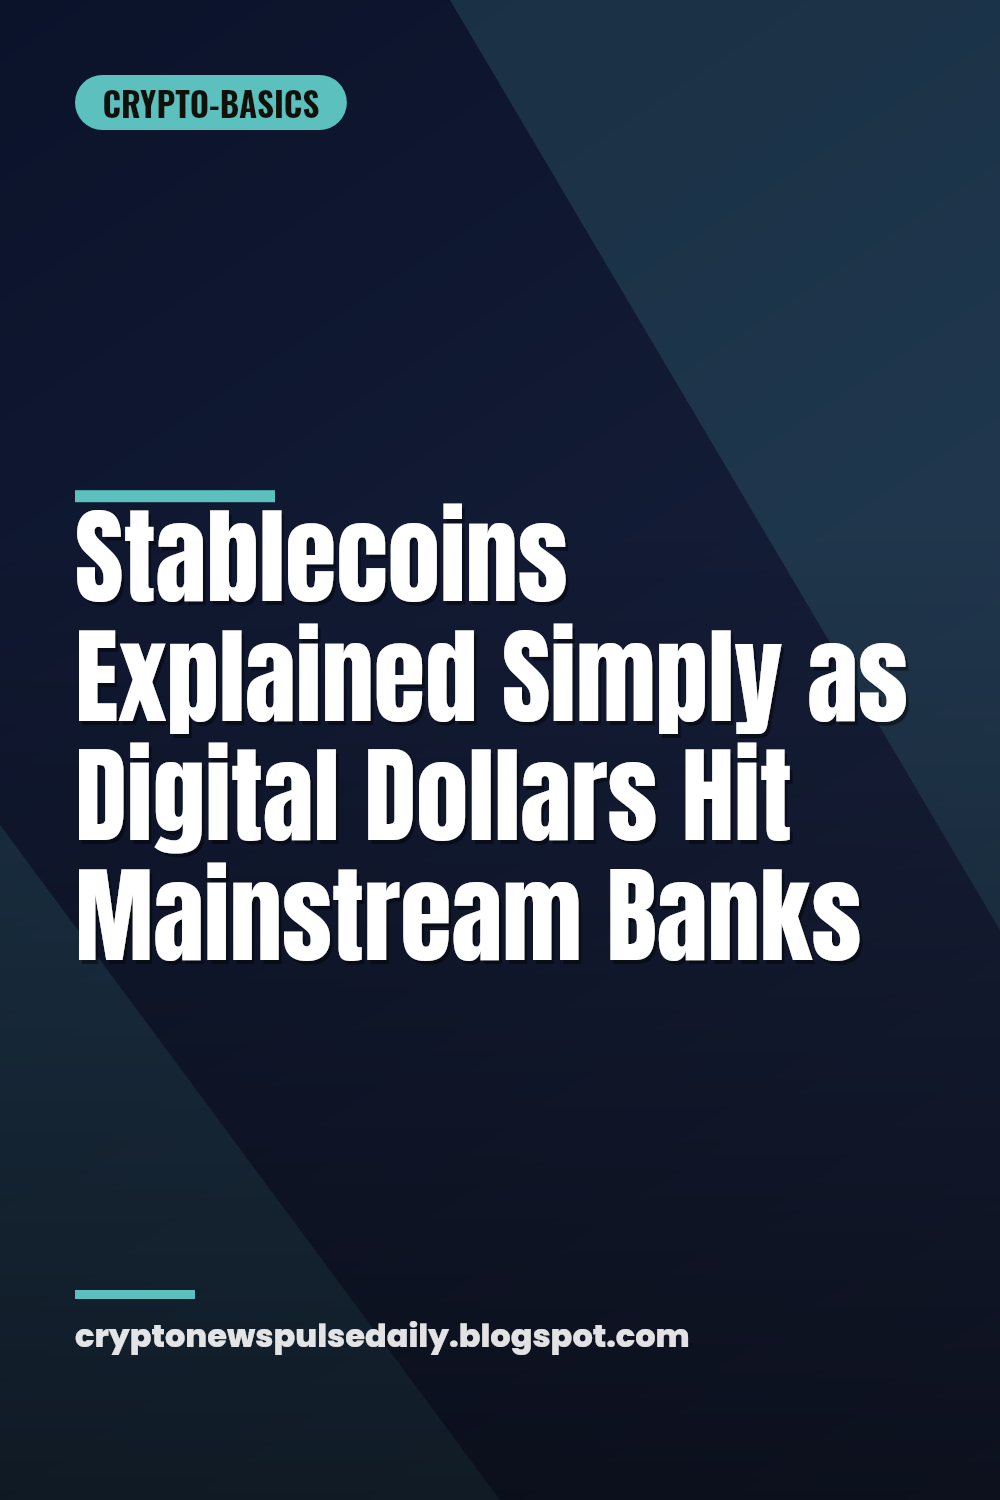 CRYPTO-BASICS
Stablecoins
Explained Simply as
Digital Dollars Hit
Mainstream Banks
cryptonewspulsedaily.blogspot.com